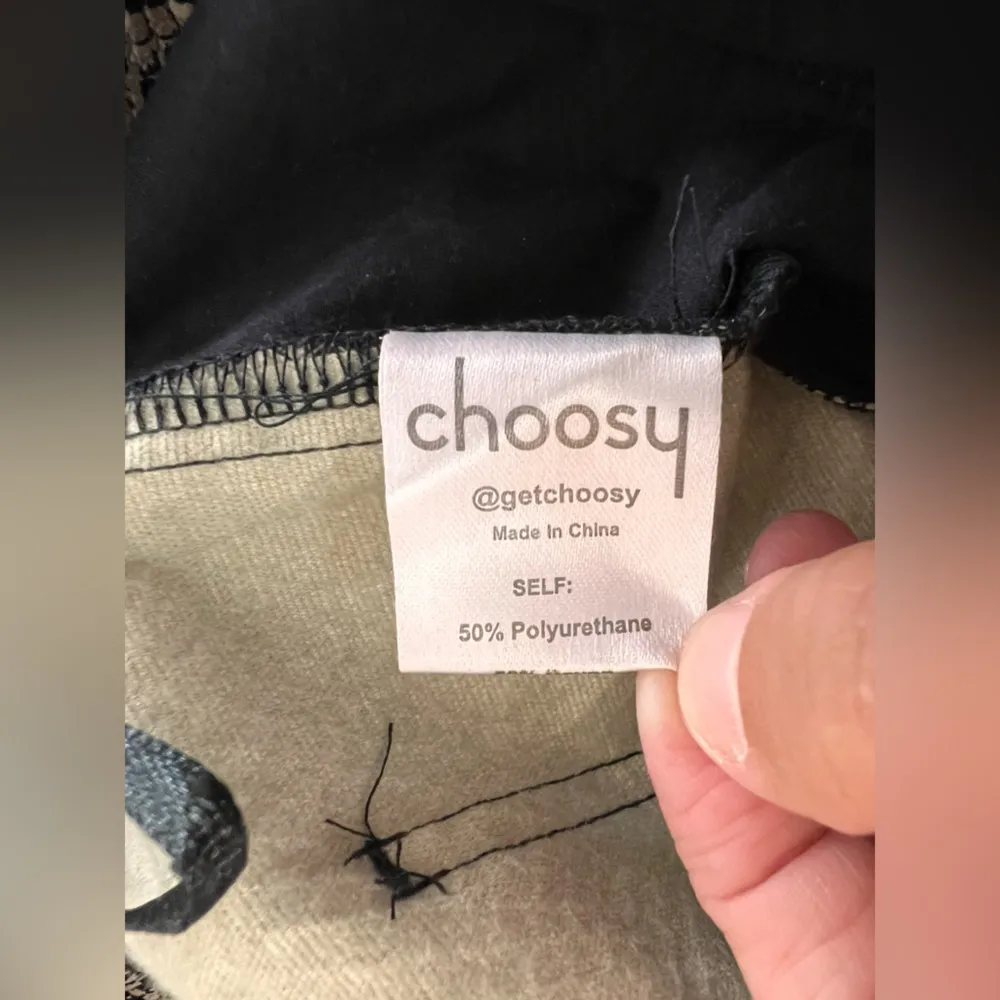 choosy
@getchoosy
Made In China
SELF:
50% Polyurethane